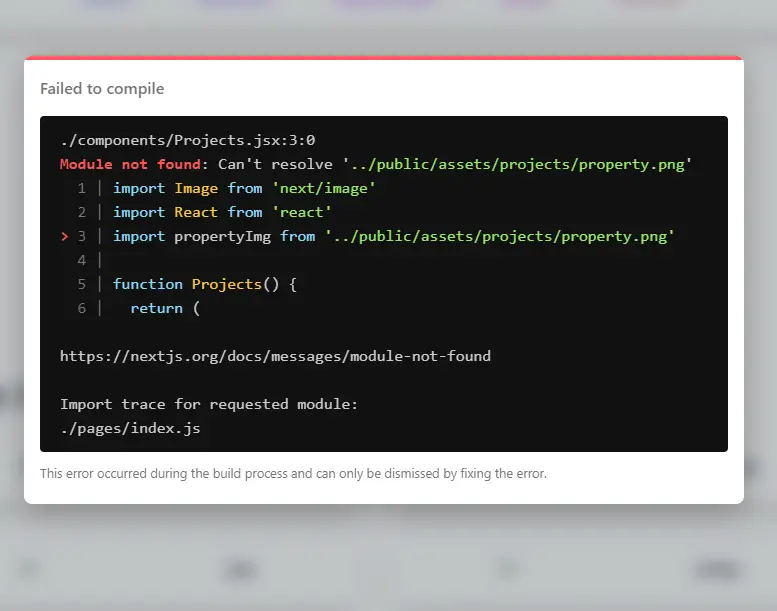 Failed to compile
./components/Projects.jsx:3:0
Module not found: Can't resolve '../public/assets/projects/property.png'
1 | import Image from 'next/image'
2 | import React from 'react'
> 3 | import propertyImg from '../public/assets/projects/property.png'
4 |
5 | function Projects() {
6 |   return (
https://nextjs.org/docs/messages/module-not-found
Import trace for requested module:
./pages/index.js
This error occurred during the build process and can only be dismissed by fixing the error.